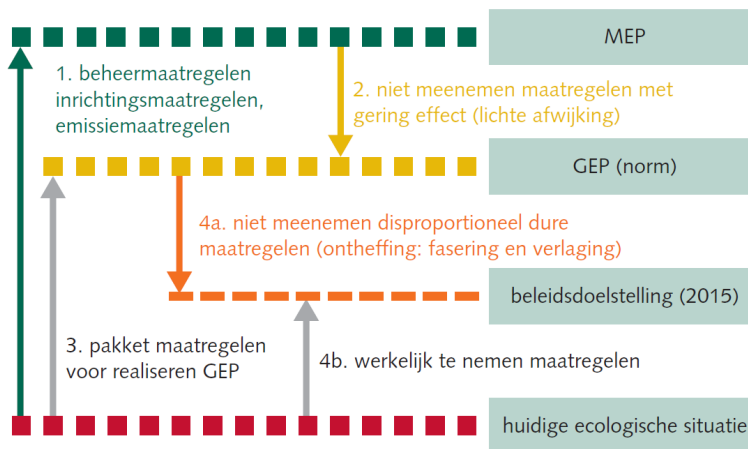 MEP
1. beheermaatregelen
inrichtingsmaatregelen,
emissiemaatregelen
2. niet meenemen maatregelen met
gering effect (lichte afwijking)
GEP (norm)
4a. niet meenemen disproportioneel dure
maatregelen (ontheffing: fasering en verlaging)
beleidsdoelstelling (2015)
3. pakket maatregelen
voor realiseren GEP
4b. werkelijk te nemen maatregelen
huidige ecologische situatie